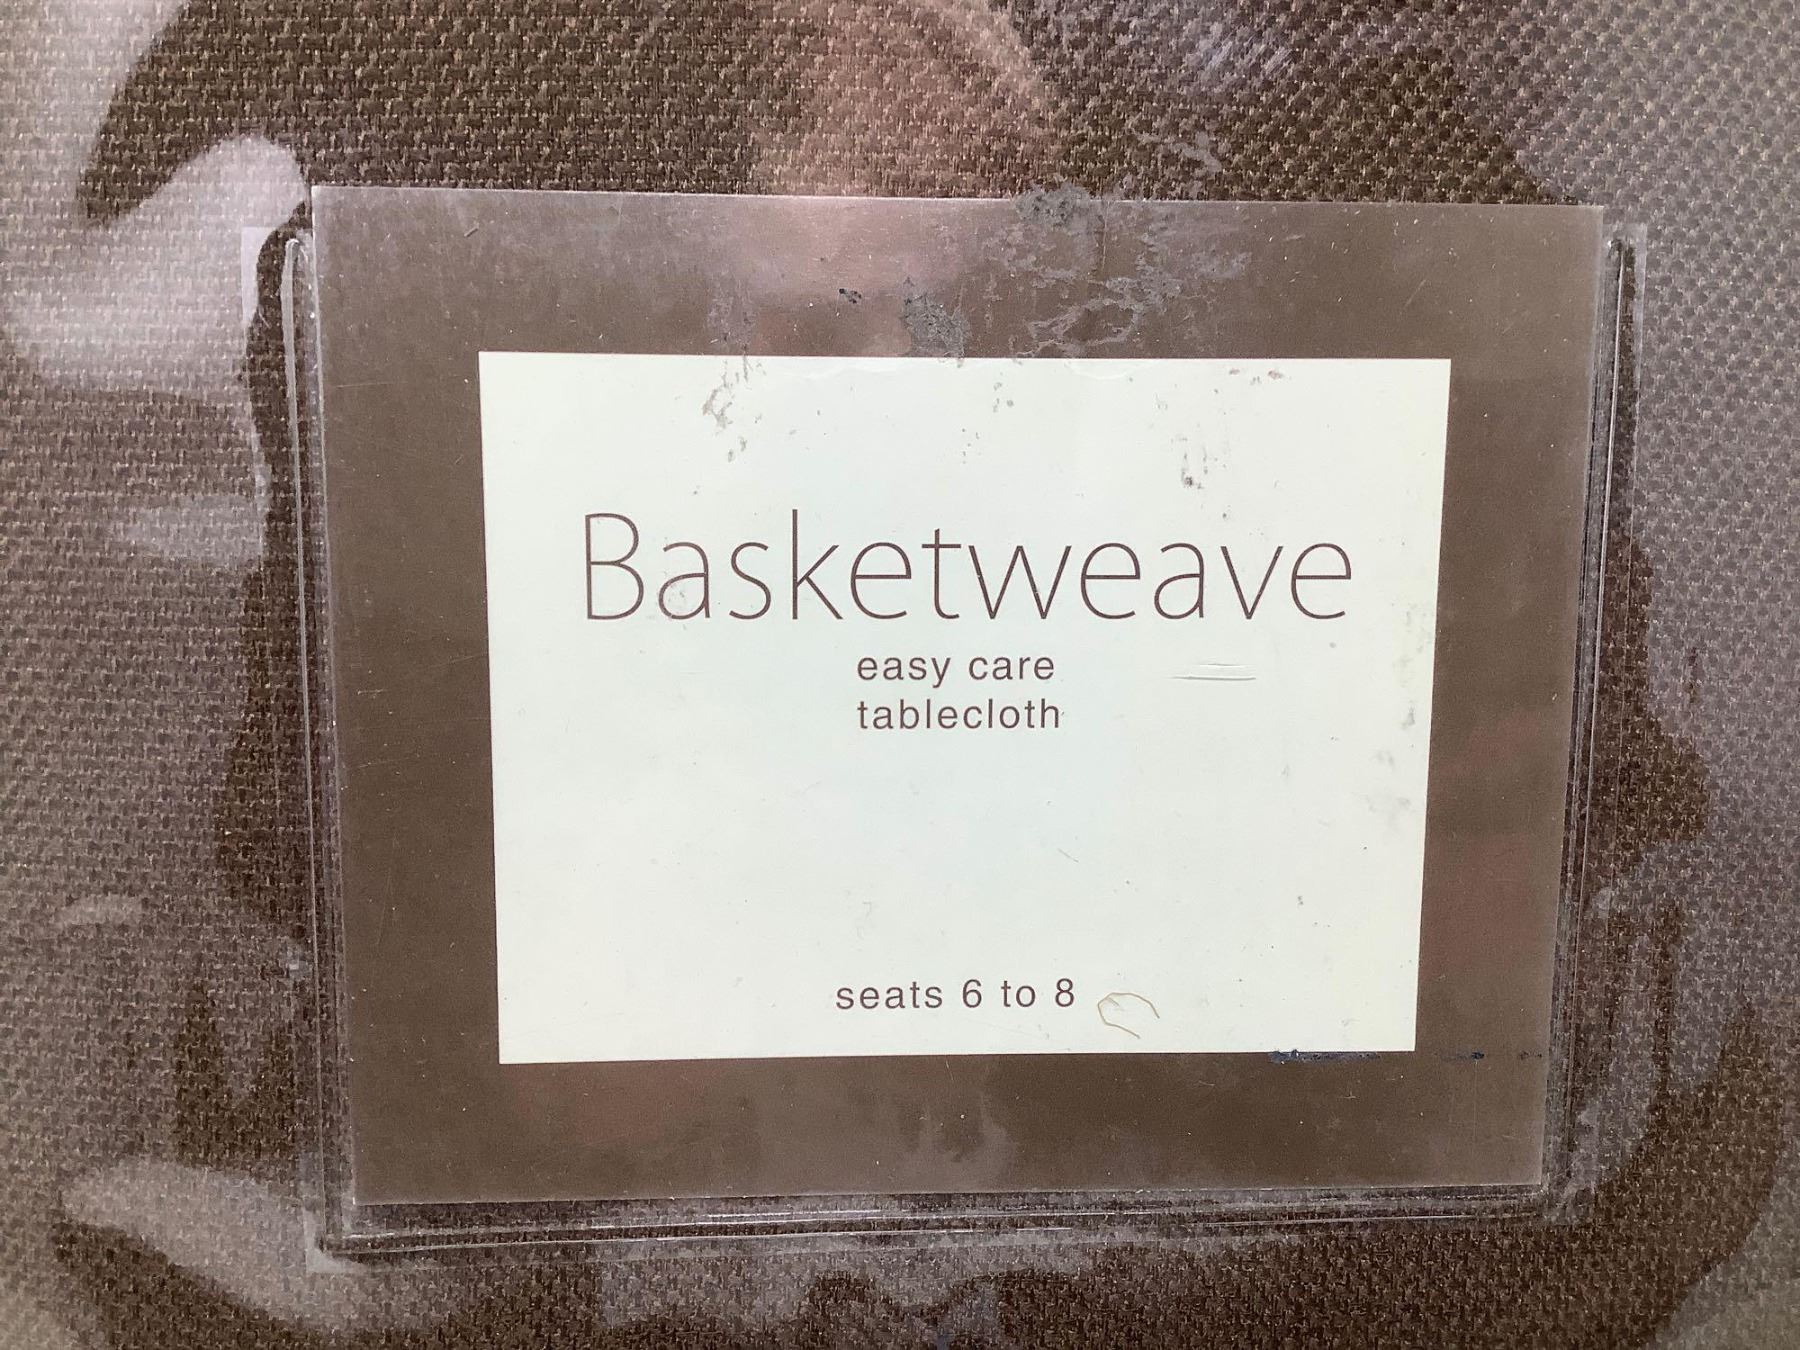 Basketweave
easy care
tablecloth
seats 6 to 8